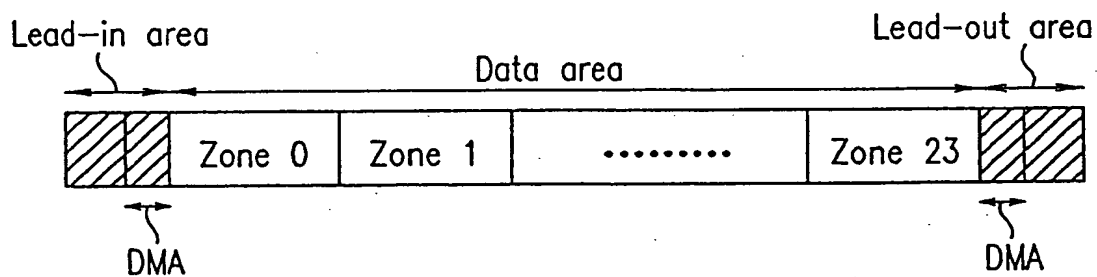 Lead-in area
Lead-out area
Data area
Zone 0
Zone 1
.........
Zone 23
DMA
DMA